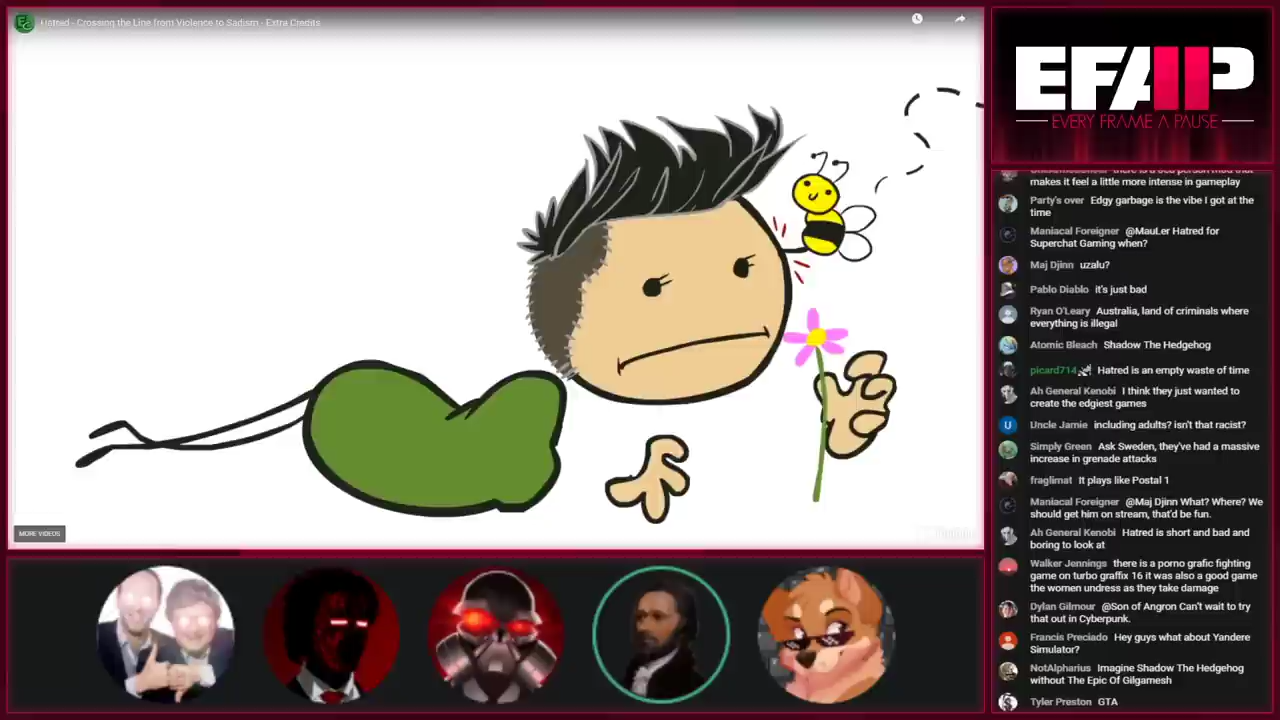 Hatred - Crossing the Line from Violence to Sadism - Extra Credits
MORE VIDEOS
EFAP
EVERY FRAME A PAUSE
makes it feel a little more intense in gameplay
Party's over Edgy garbage is the vibe I got at the
time
Maniacal Foreigner @MauLer Hatred for
Superchat Gaming when?
Maj Djinn uzalu?
Pablo Diablo it's just bad
Ryan O'Leary Australia, land of criminals where
everything is illegal
Atomic Bleach Shadow The Hedgehog
picard714 Hatred is an empty waste of time
Ah General Kenobi I think they just wanted to
create the edgiest games
U Uncle Jamie including adults? isn't that racist?
Simply Green Ask Sweden, they've had a massive
increase in grenade attacks
fraglimat It plays like Postal 1
Maniacal Foreigner @Maj Djinn What? Where? We
should get him on stream, that'd be fun.
Ah General Kenobi Hatred is short and bad and
boring to look at
Walker Jennings there is a porno grafic fighting
game on turbo graffix 16 it was also a good game
the women undress as they take damage
Dylan Gilmour @Son of Angron Can't wait to try
that out in Cyberpunk.
Francis Preciado Hey guys what about Yandere
Simulator?
NotAlpharius Imagine Shadow The Hedgehog
without The Epic Of Gilgamesh
Tyler Preston GTA